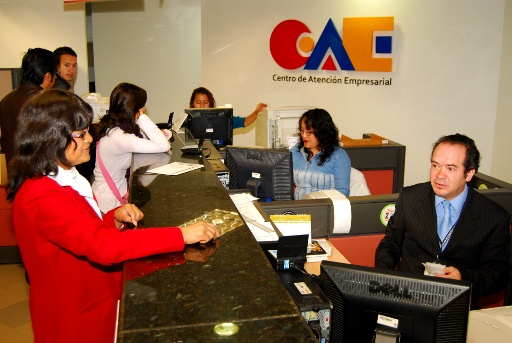 CAE
Centro de Atención Empresarial
DELL